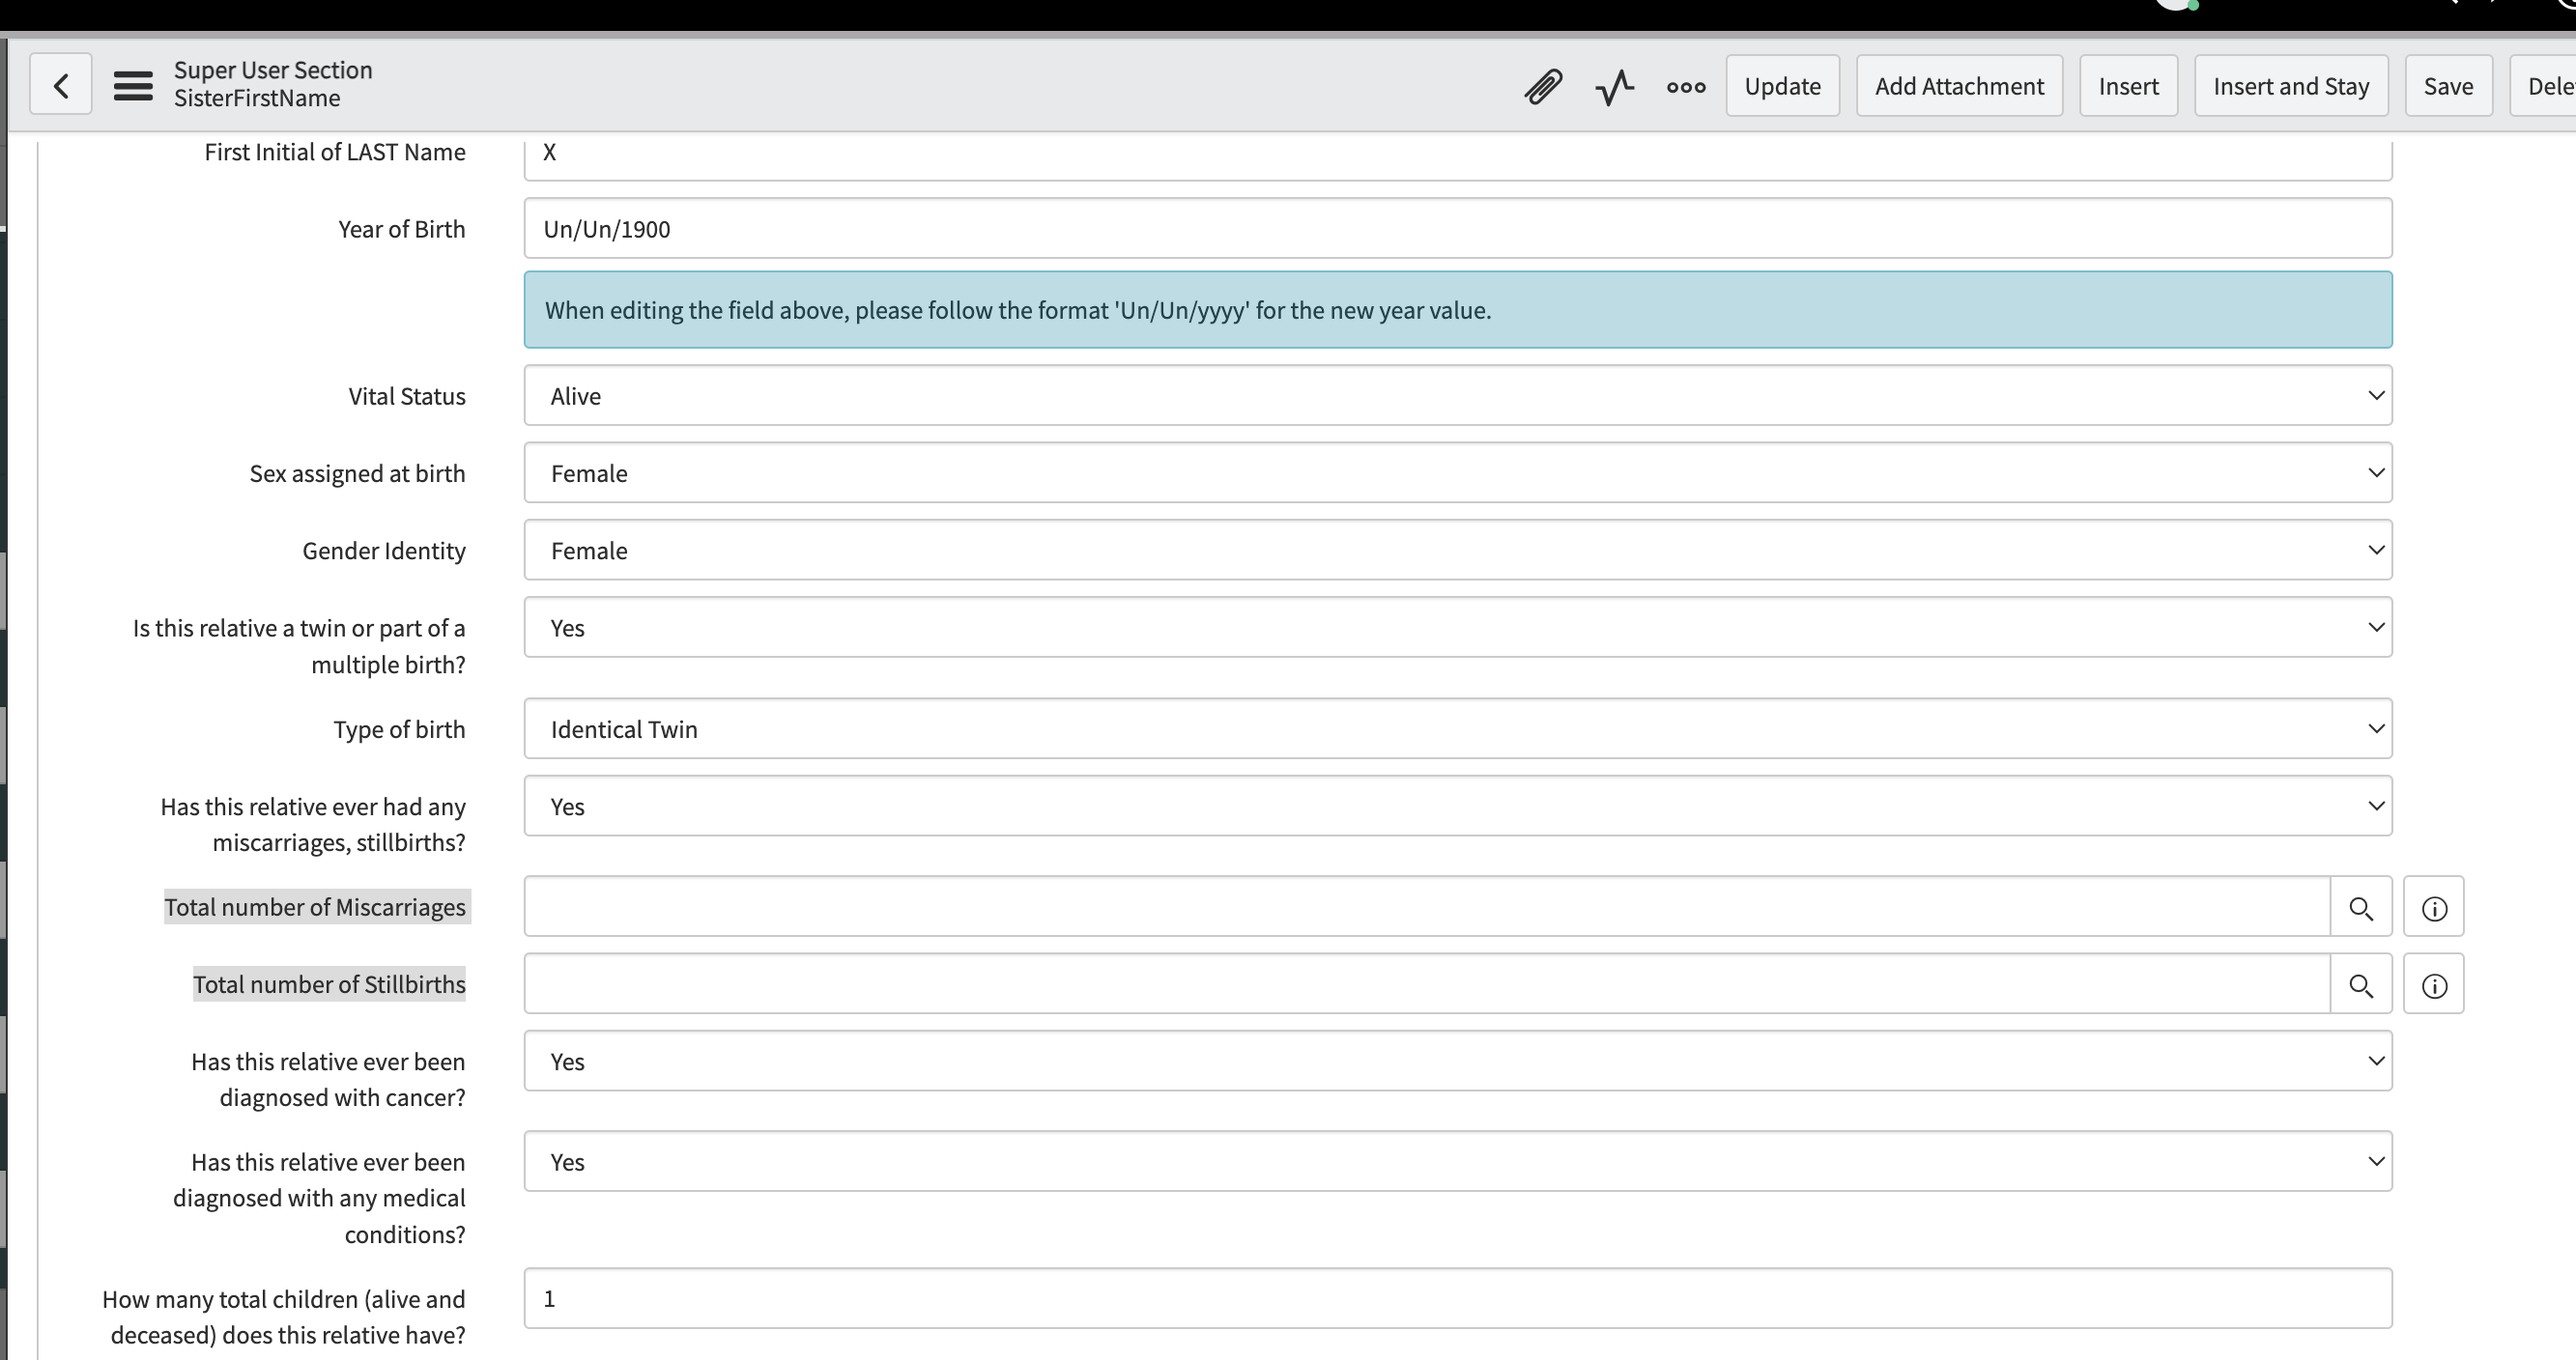 Super User Section
SisterFirstName
Update
Add Attachment
Insert
Insert and Stay
Save
First Initial of LAST Name
X
Year of Birth
Un/Un/1900
When editing the field above, please follow the format 'Un/Un/yyyy' for the new year value.
Vital Status
Alive
Sex assigned at birth
Female
Gender Identity
Female
Is this relative a twin or part of a
multiple birth?
Yes
Type of birth
Identical Twin
Has this relative ever had any
miscarriages, stillbirths?
Yes
Total number of Miscarriages
Total number of Stillbirths
Has this relative ever been
diagnosed with cancer?
Yes
Has this relative ever been
diagnosed with any medical
conditions?
Yes
How many total children (alive and
deceased) does this relative have?
1